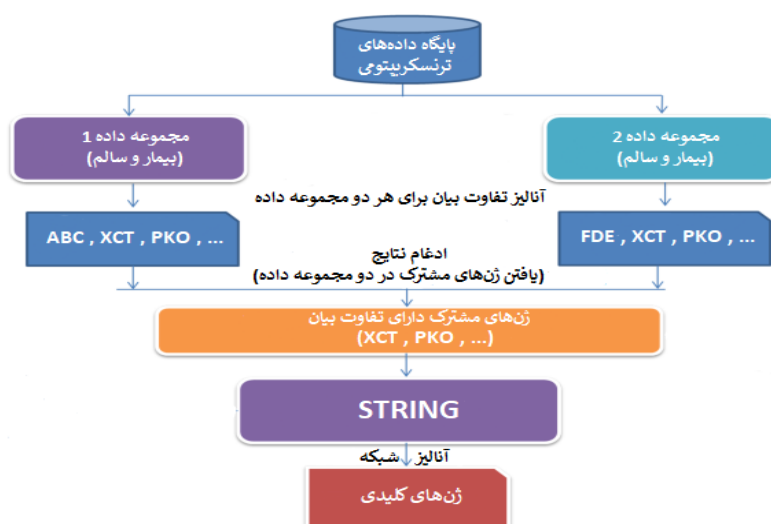 پایگاه داده‌های
ترنسکریپتومی
مجموعه داده 1
(بیمار و سالم)
مجموعه داده 2
(بیمار و سالم)
آنالیز تفاوت بیان برای هر دو مجموعه داده
ABC , XCT , PKO , ...
FDE , XCT , PKO , ...
ادغام نتایج
(یافتن ژن‌های مشترک در دو مجموعه داده)
ژن‌های مشترک دارای تفاوت بیان
(XCT , PKO , ...)
STRING
آنالیز شبکه
ژن‌های کلیدی